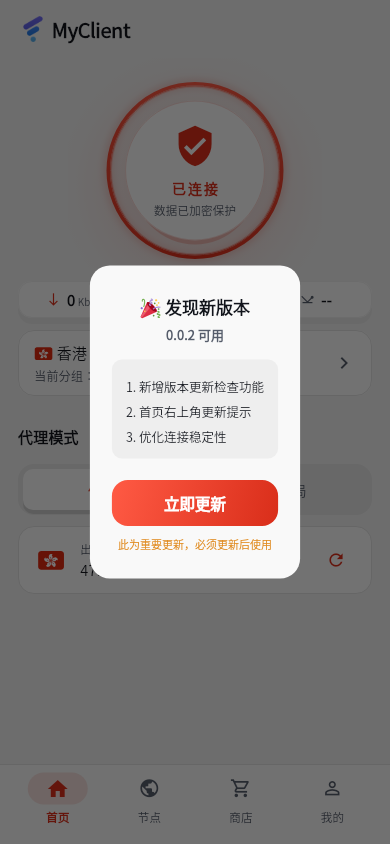 MyClient
已连接
数据已加密保护
0 Kb
--
🎉 发现新版本
0.0.2 可用
香港
当前分组：
1. 新增版本更新检查功能
2. 首页右上角更新提示
3. 优化连接稳定性
代理模式
局
立即更新
此为重要更新，必须更新后使用
出
47
首页
节点
商店
我的